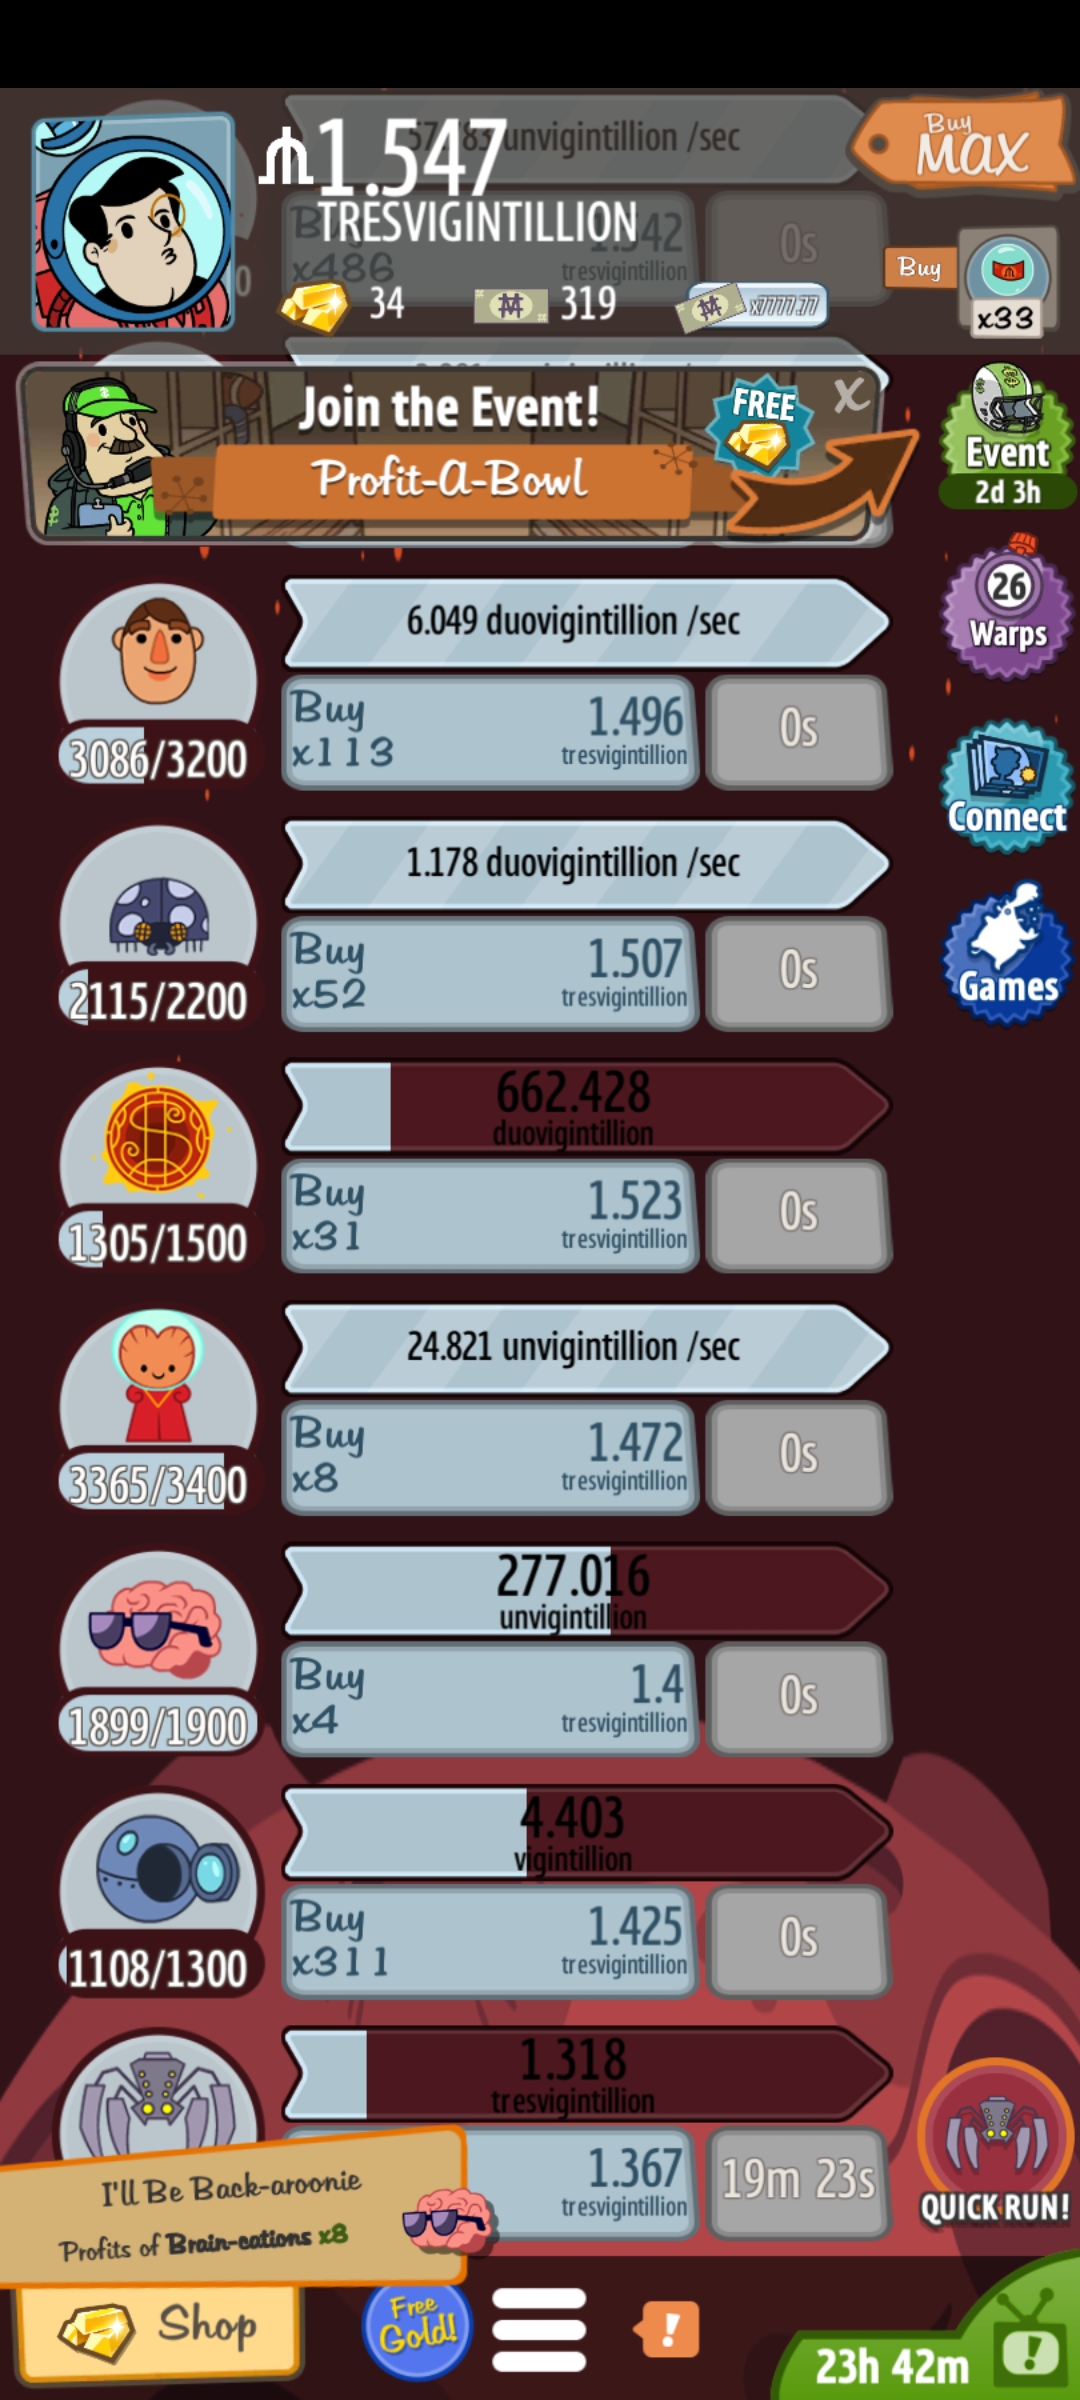 unvigintillion /sec
1.547
TRESVIGINTILLION
Buy
MAX
x486
tresvigintillion
0s
34
319
x7777.77
Buy
x33
Join the Event!
Profit-A-Bowl
FREE
X
Event
2d 3h
6.049 duovigintillion /sec
Buy
x113
1.496
tresvigintillion
0s
3086/3200
26
Warps
1.178 duovigintillion /sec
Buy
x52
1.507
tresvigintillion
0s
2115/2200
Connect
Games
662.428
duovigintillion
Buy
x31
1.523
tresvigintillion
0s
1305/1500
24.821 unvigintillion /sec
Buy
x8
1.472
tresvigintillion
0s
3365/3400
277.016
unvigintillion
Buy
x4
1.4
tresvigintillion
0s
1899/1900
4.403
vigintillion
Buy
x311
1.425
tresvigintillion
0s
1108/1300
1.318
tresvigintillion
1.367
tresvigintillion
19m 23s
QUICK RUN!
I'll Be Back-aroonie
Profits of Brain-cations x8
Shop
Free
Gold!
!
23h 42m
!